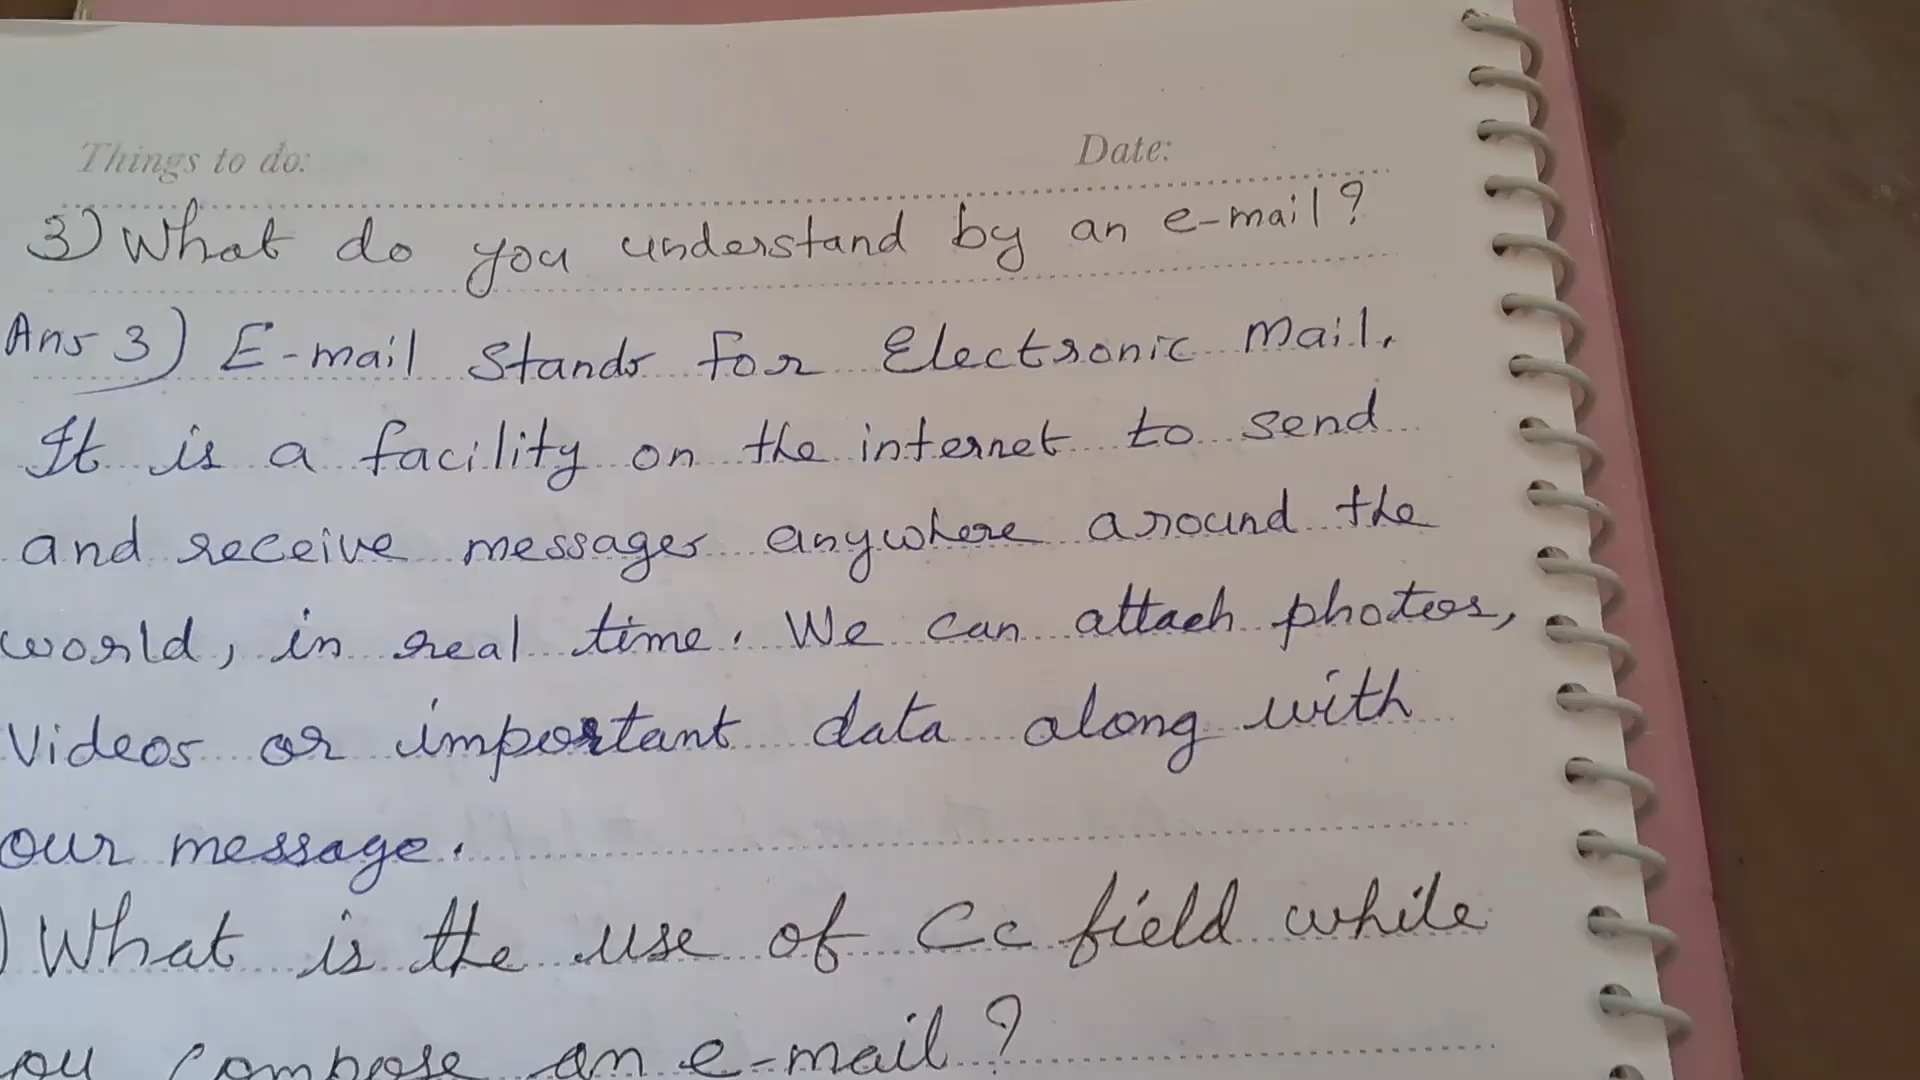 Things to do: Date:
3) What do you understand by an e-mail?
Ans 3) E-mail Stands for Electronic Mail.
It is a facility on the internet to send
and receive messages anywhere around the
world, in real time. We can attach photos,
Videos or important data along with
our message.
) What is the use of Cc field while
ou compose an e-mail?